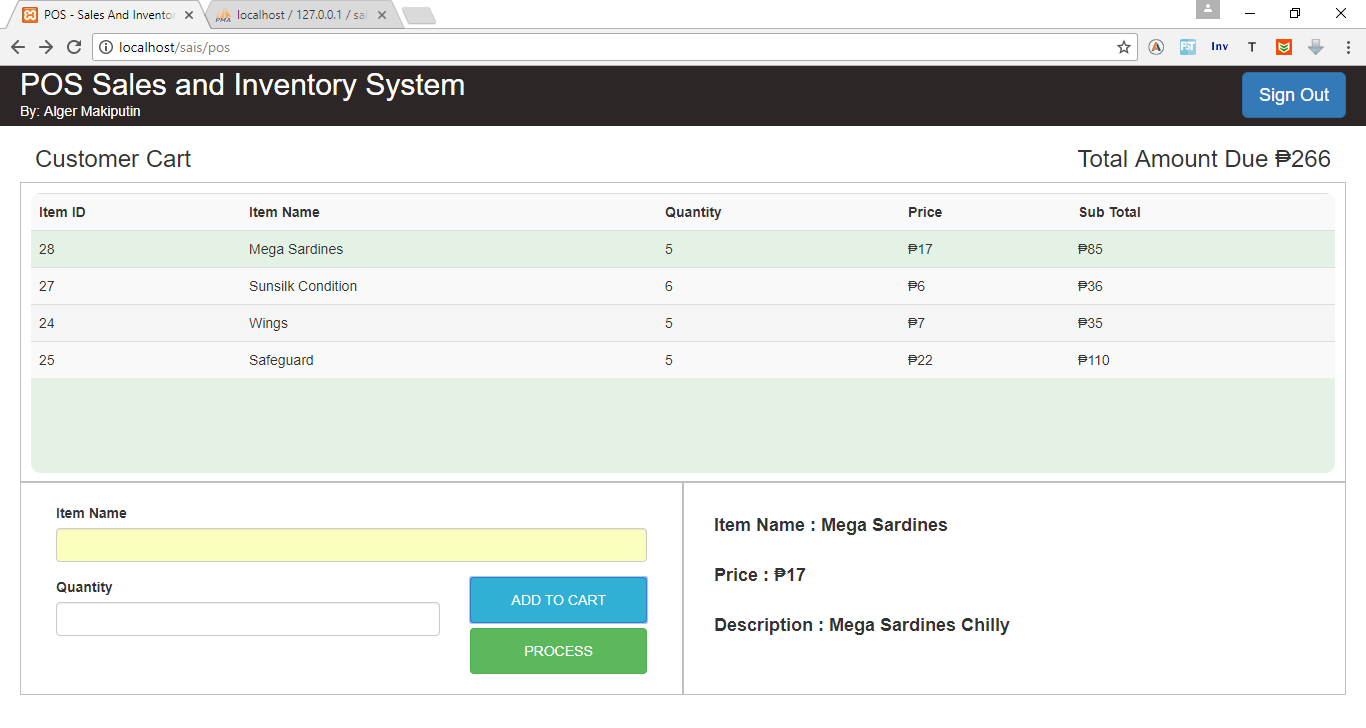 POS - Sales And Inventor
localhost / 127.0.0.1 / sai
localhost/sais/pos
Inv
T
POS Sales and Inventory System
By: Alger Makiputin
Sign Out
Customer Cart
Total Amount Due ₱266
Item ID Item Name Quantity Price Sub Total
28 Mega Sardines 5 ₱17 ₱85
27 Sunsilk Condition 6 ₱6 ₱36
24 Wings 5 ₱7 ₱35
25 Safeguard 5 ₱22 ₱110
Item Name
Quantity
ADD TO CART
PROCESS
Item Name : Mega Sardines
Price : ₱17
Description : Mega Sardines Chilly